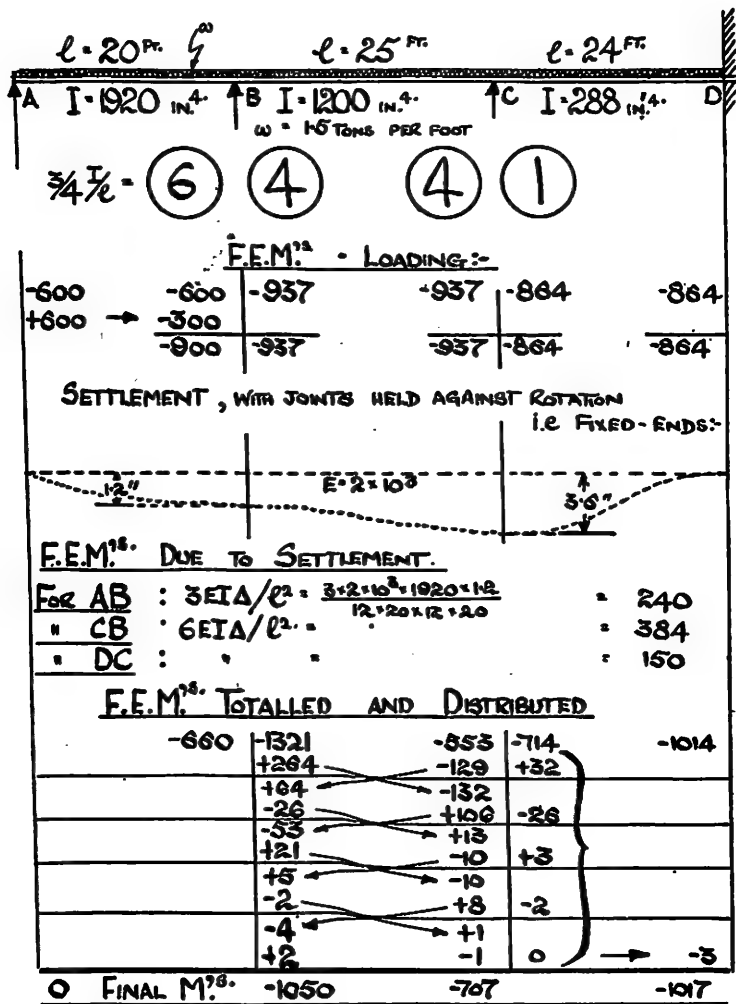 l = 20 FT. ω l = 25 FT. l = 24 FT.
A I = 1920 IN.4. B I = 1200 IN.4. C I = 288 IN.4. D
ω = 1·5 TONS PER FOOT
3/4 I/l = 6 4 4 1
F.E.M.'s - LOADING:-
-600 -600 -937 -937 -864 -864
+600 → -300
-900 -937 -937 -864 -864
SETTLEMENT, WITH JOINTS HELD AGAINST ROTATION
i.e FIXED-ENDS:-
1·2" E = 2 × 10³ 3·6"
F.E.M.'s. DUE TO SETTLEMENT.
FOR AB : 3EIΔ/l² = 3×2×10³×1920×1·2 / 12×20×12×20 = 240
" CB : 6EIΔ/l². = " = 384
" DC : " " = 150
F.E.M.'s. TOTALLED AND DISTRIBUTED
-660 -1321 -553 -714 -1014
+264 -129 +32
+64 -132
-26 +106 -26
-53 +13
+21 -10 +3
+5 -10
-2 +8 -2
-4 +1
+2 -1 0 → -3
0 FINAL M.'s. -1050 -707 -1017